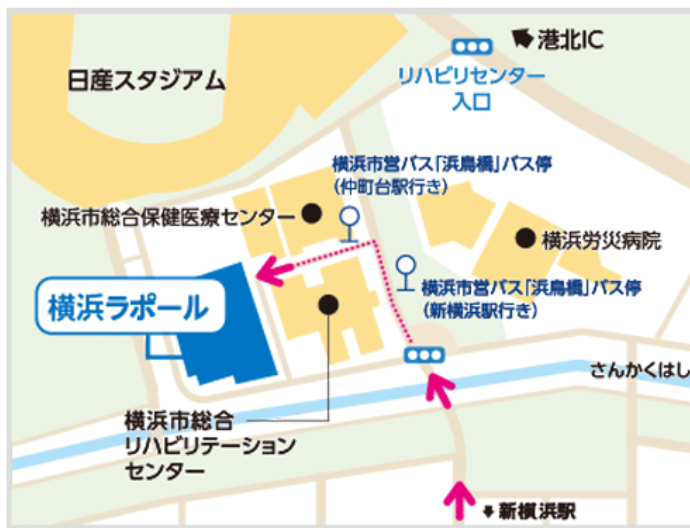 港北IC
日産スタジアム
リハビリセンター
入口
横浜市営バス「浜鳥橋」バス停
(仲町台駅行き)
横浜市総合保健医療センター
横浜労災病院
横浜市営バス「浜鳥橋」バス停
(新横浜駅行き)
横浜ラポール
さんかくはし
横浜市総合
リハビリテーション
センター
新横浜駅